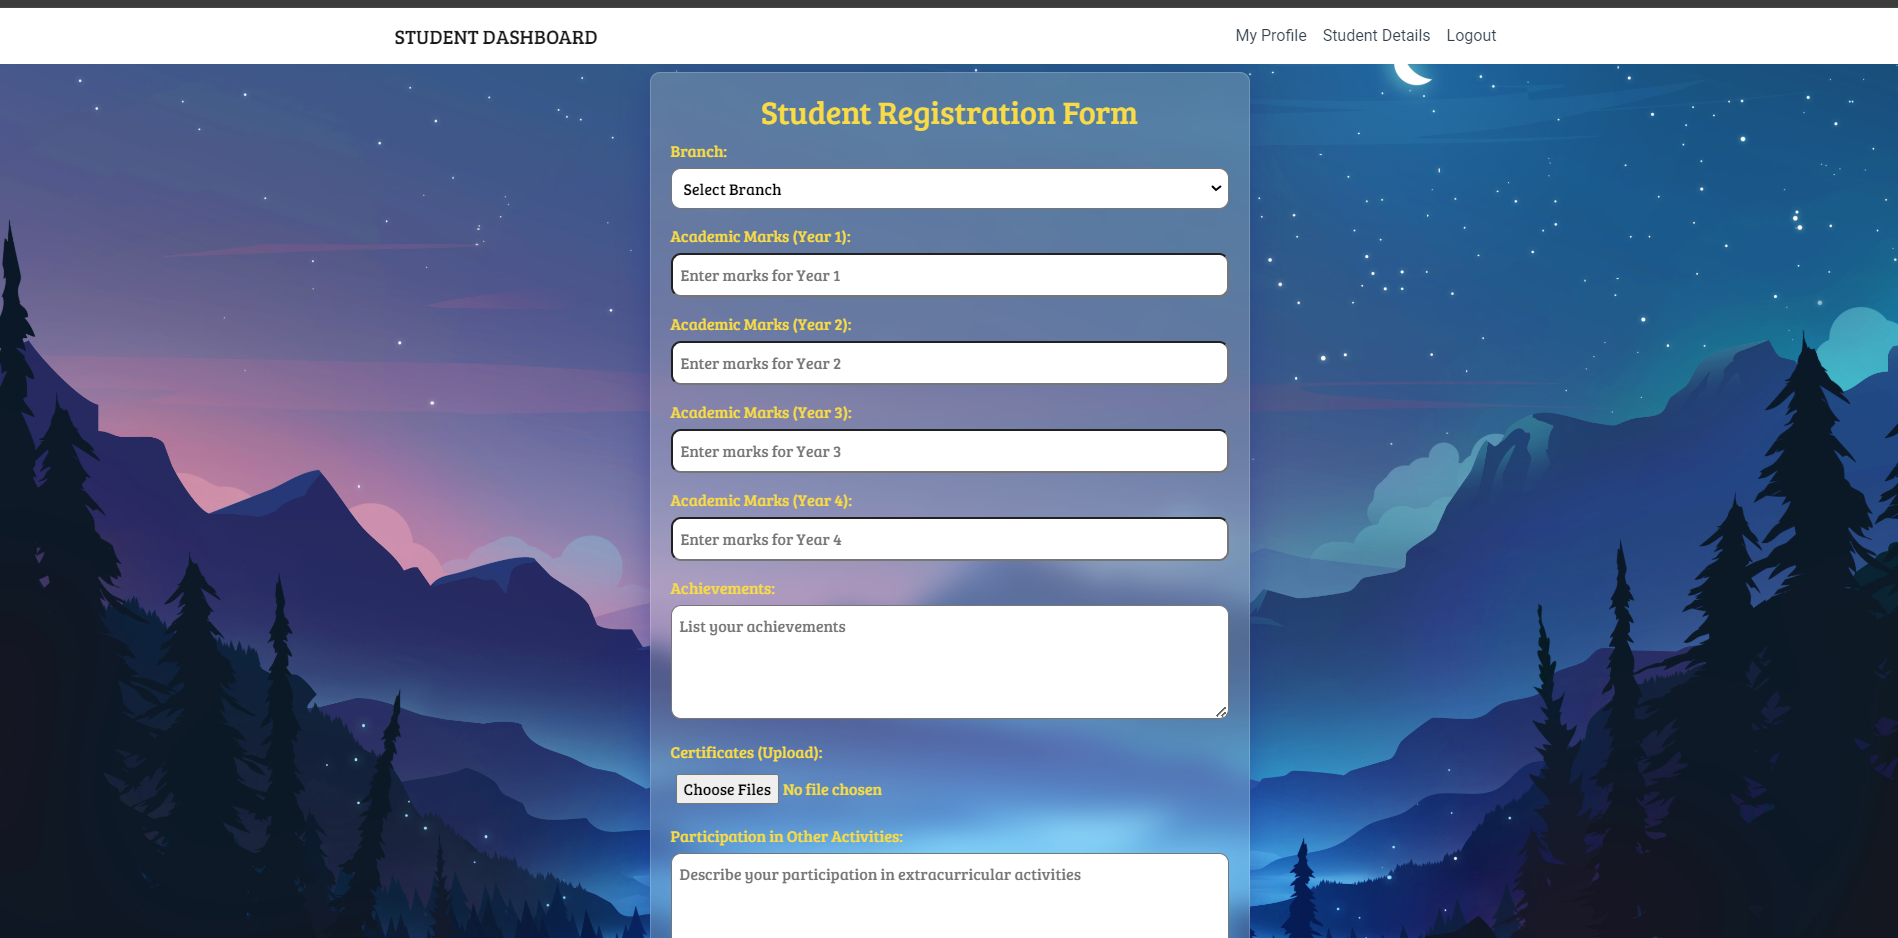 STUDENT DASHBOARD
My Profile Student Details Logout
Student Registration Form
Branch:
Select Branch
Academic Marks (Year 1):
Enter marks for Year 1
Academic Marks (Year 2):
Enter marks for Year 2
Academic Marks (Year 3):
Enter marks for Year 3
Academic Marks (Year 4):
Enter marks for Year 4
Achievements:
List your achievements
Certificates (Upload):
Choose Files No file chosen
Participation in Other Activities:
Describe your participation in extracurricular activities